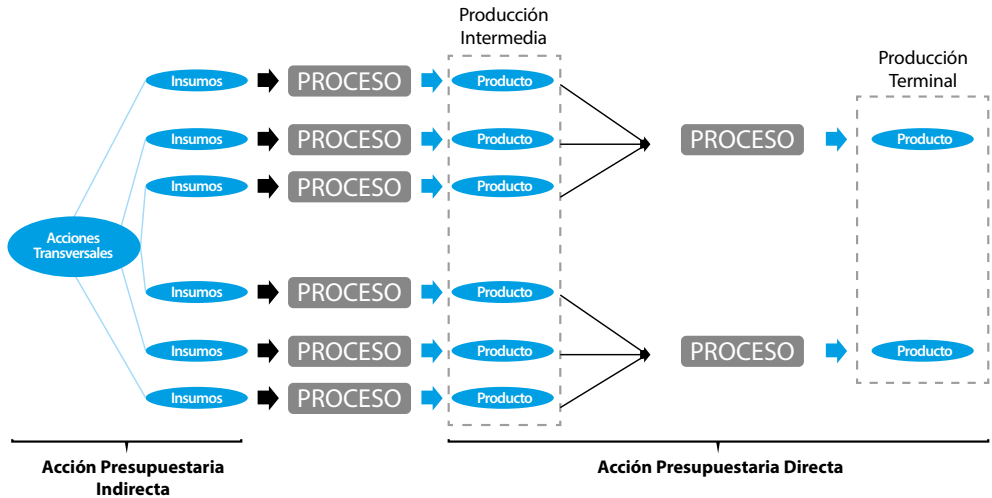 Producción
Intermedia
Producción
Terminal
Insumos PROCESO Producto
Insumos PROCESO Producto PROCESO Producto
Insumos PROCESO Producto
Acciones
Transversales
Insumos PROCESO Producto
Insumos PROCESO Producto PROCESO Producto
Insumos PROCESO Producto
Acción Presupuestaria
Indirecta
Acción Presupuestaria Directa